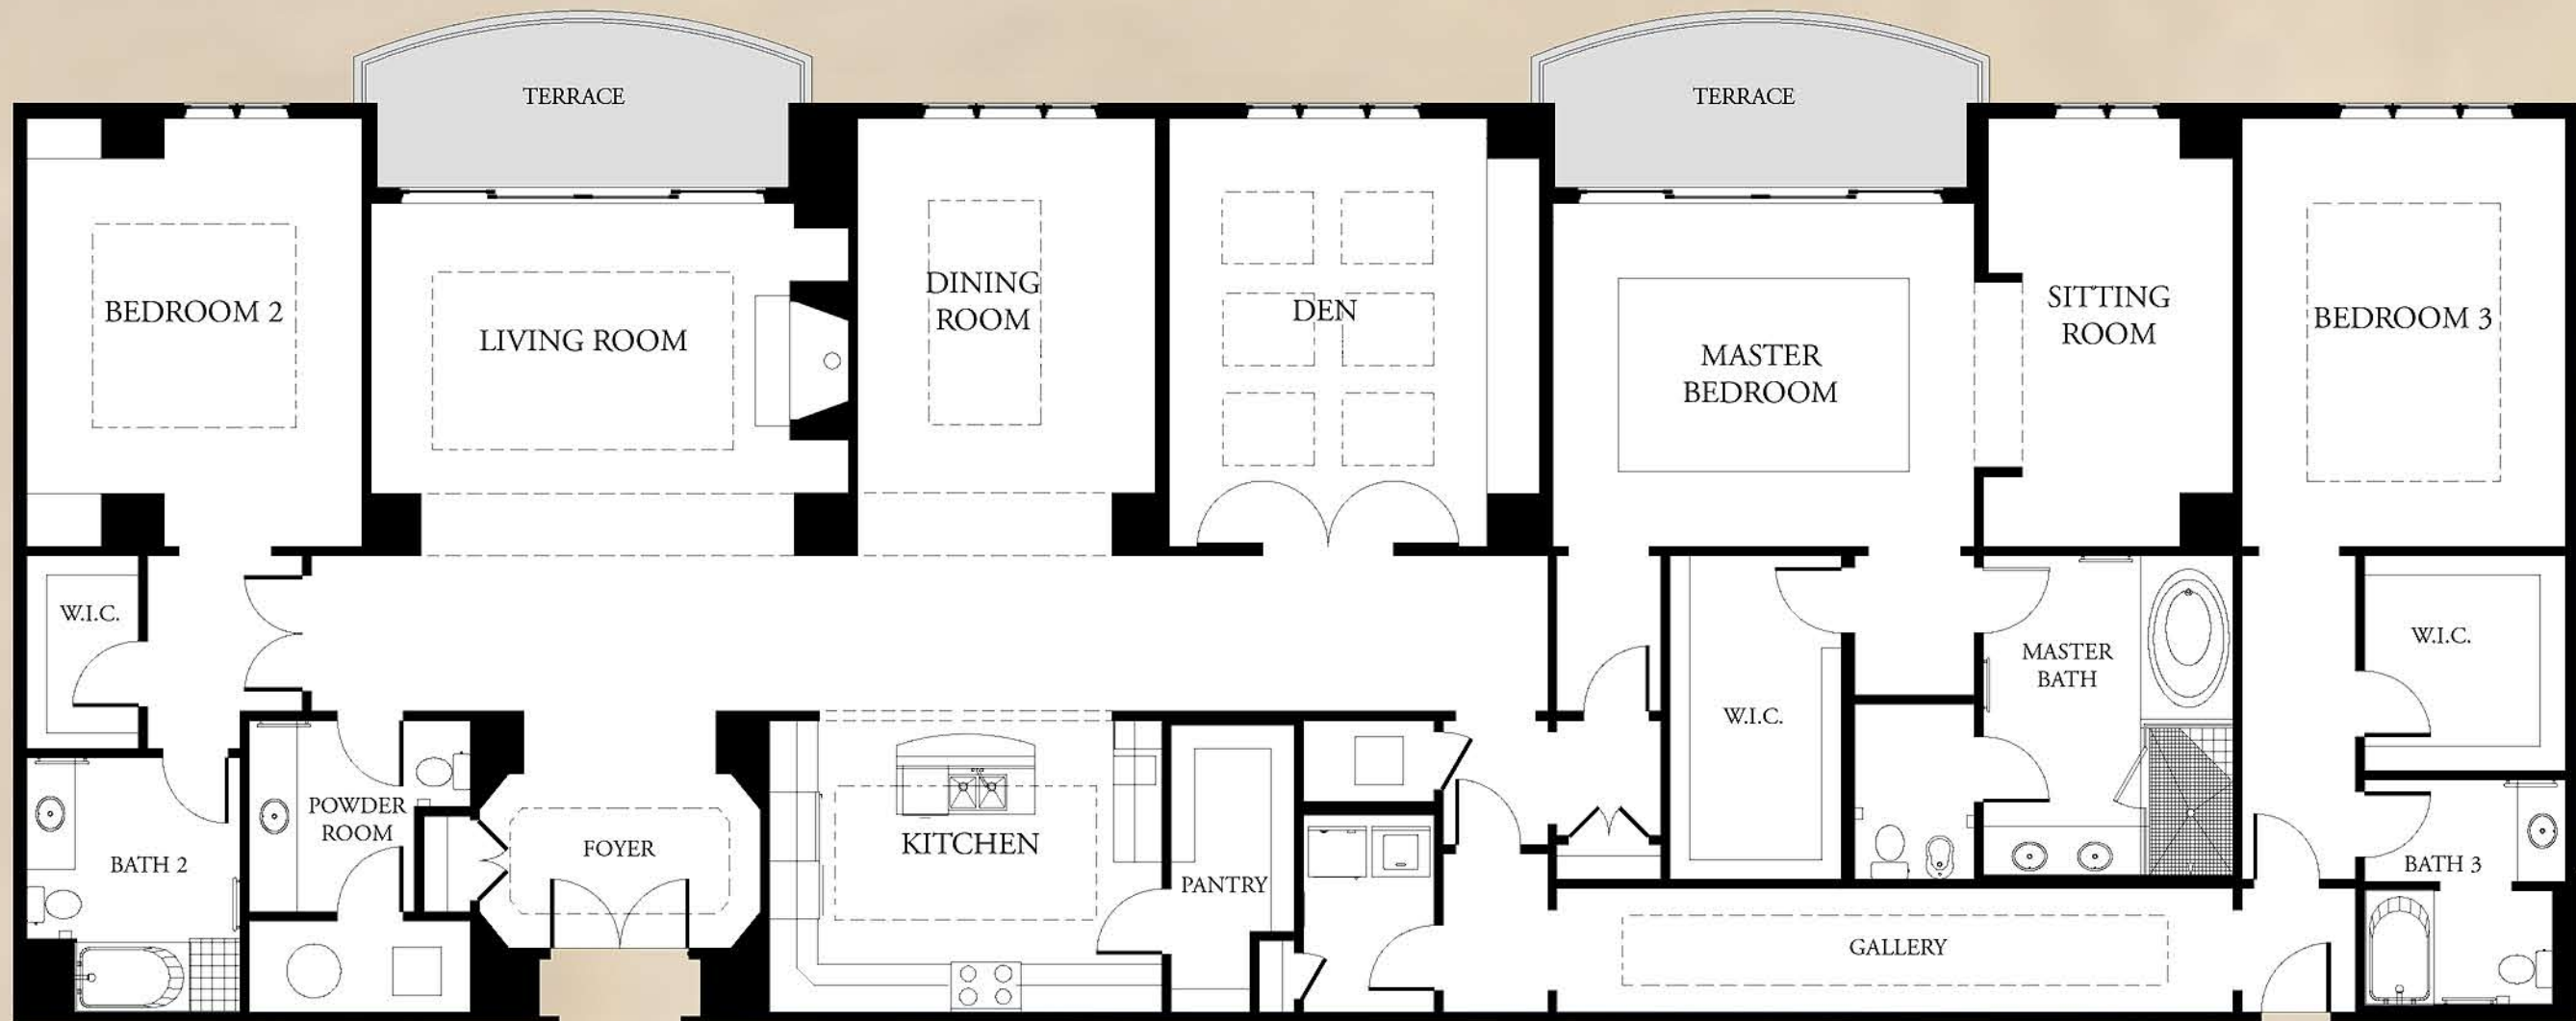 TERRACE
TERRACE
BEDROOM 2
LIVING ROOM
DINING
ROOM
DEN
MASTER
BEDROOM
SITTING
ROOM
BEDROOM 3
W.I.C.
W.I.C.
MASTER
BATH
W.I.C.
POWDER
ROOM
BATH 2
FOYER
KITCHEN
PANTRY
BATH 3
GALLERY